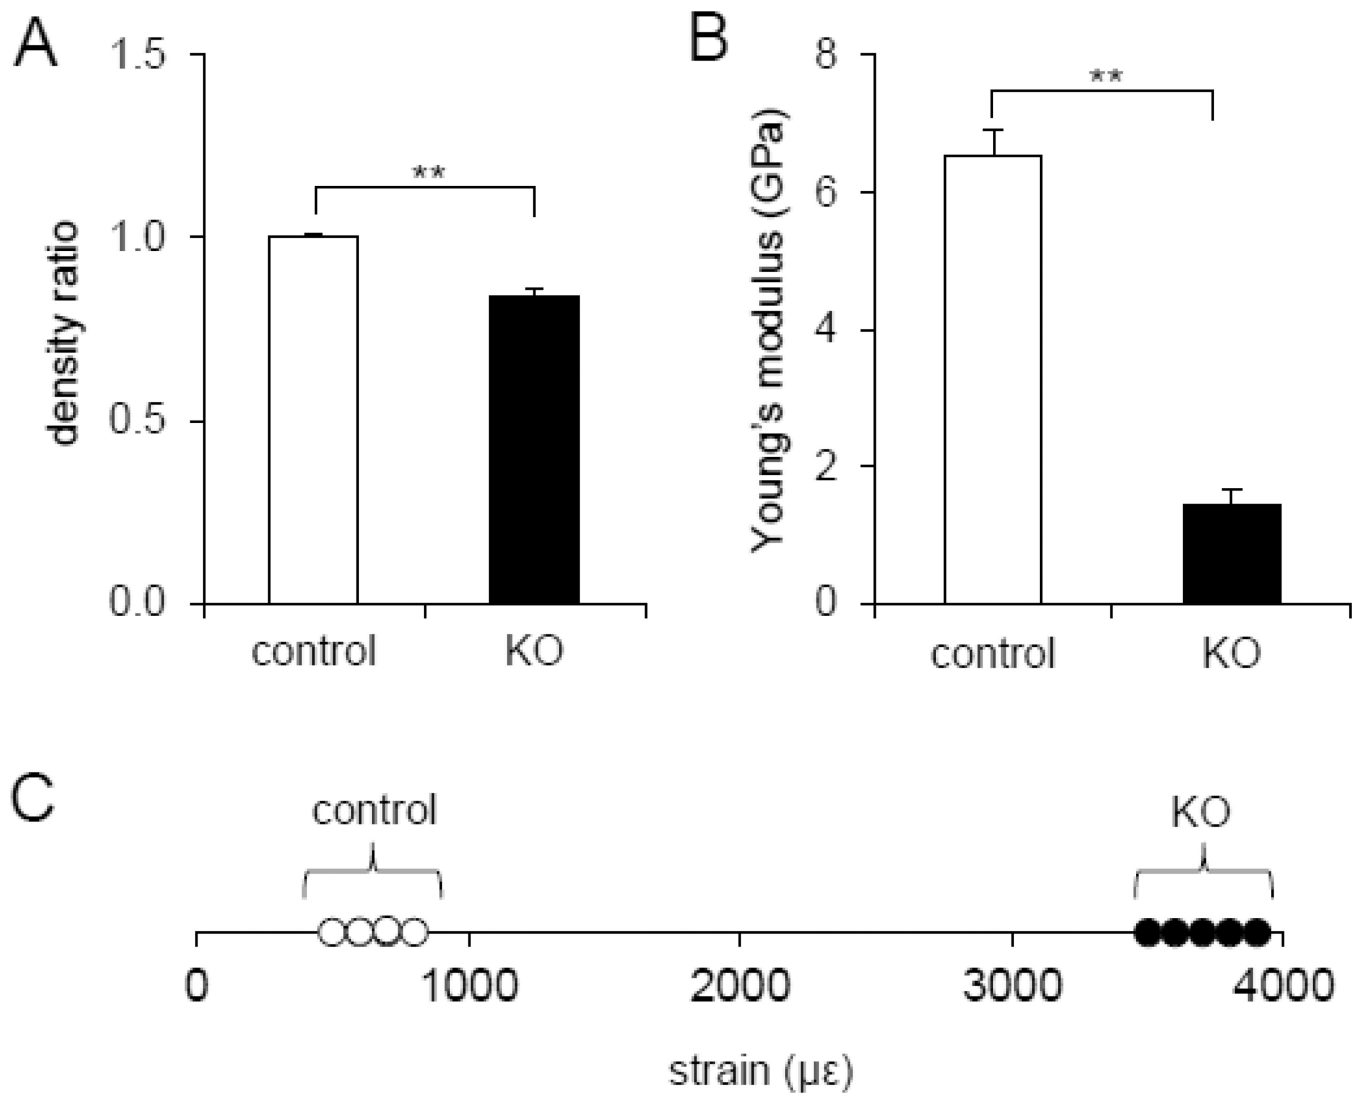 A
1.5
1.0
0.5
0.0
density ratio
**
control KO
B
8
6
4
2
0
Young's modulus (GPa)
**
control KO
C
control KO
0 1000 2000 3000 4000
strain (με)